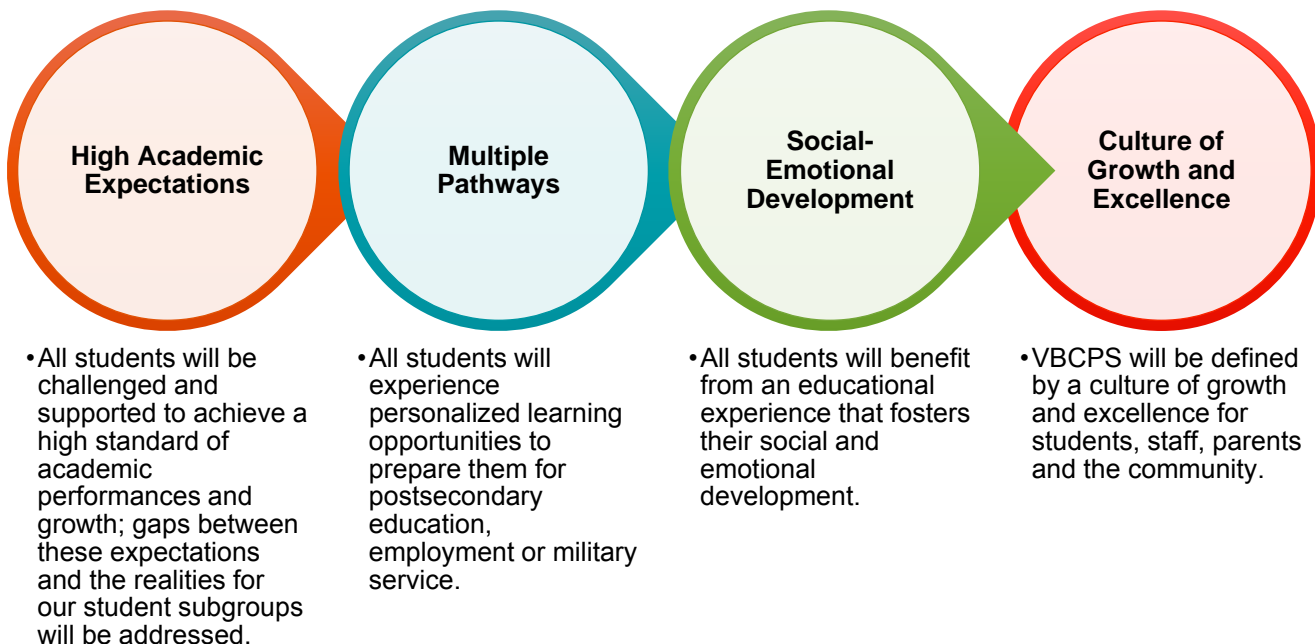 High Academic
Expectations
Multiple
Pathways
Social-
Emotional
Development
Culture of
Growth and
Excellence
•All students will be
challenged and
supported to achieve a
high standard of
academic
performances and
growth; gaps between
these expectations
and the realities for
our student subgroups
will be addressed.
•All students will
experience
personalized learning
opportunities to
prepare them for
postsecondary
education,
employment or military
service.
•All students will benefit
from an educational
experience that fosters
their social and
emotional
development.
•VBCPS will be defined
by a culture of growth
and excellence for
students, staff, parents
and the community.